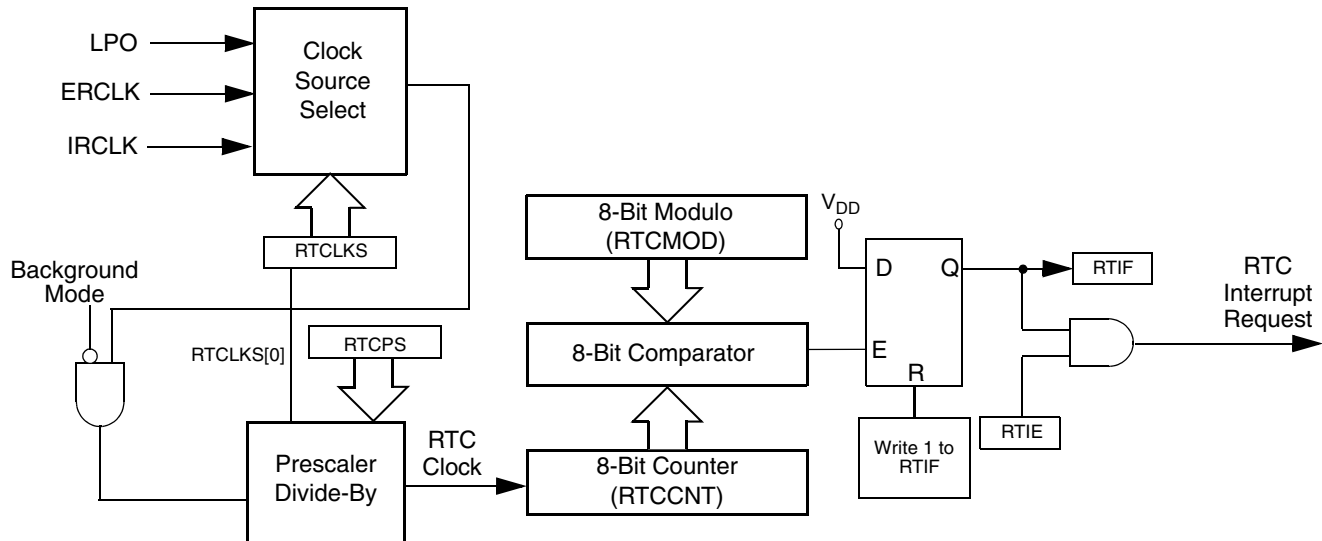 LPO
ERCLK
IRCLK
Clock
Source
Select
RTCLKS
Background
Mode
RTCLKS[0]
RTCPS
Prescaler
Divide-By
RTC
Clock
8-Bit Modulo
(RTCMOD)
8-Bit Comparator
8-Bit Counter
(RTCCNT)
VDD
D
Q
E
R
Write 1 to
RTIF
RTIF
RTIE
RTC
Interrupt
Request